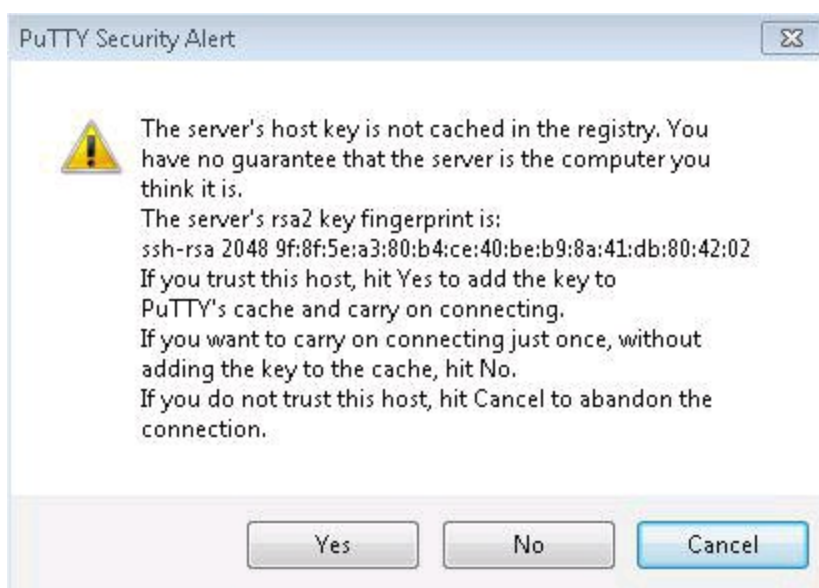 PuTTY Security Alert
The server's host key is not cached in the registry. You
have no guarantee that the server is the computer you
think it is.
The server's rsa2 key fingerprint is:
ssh-rsa 2048 9f:8f:5e:a3:80:b4:ce:40:be:b9:8a:41:db:80:42:02
If you trust this host, hit Yes to add the key to
PuTTY's cache and carry on connecting.
If you want to carry on connecting just once, without
adding the key to the cache, hit No.
If you do not trust this host, hit Cancel to abandon the
connection.
Yes No Cancel